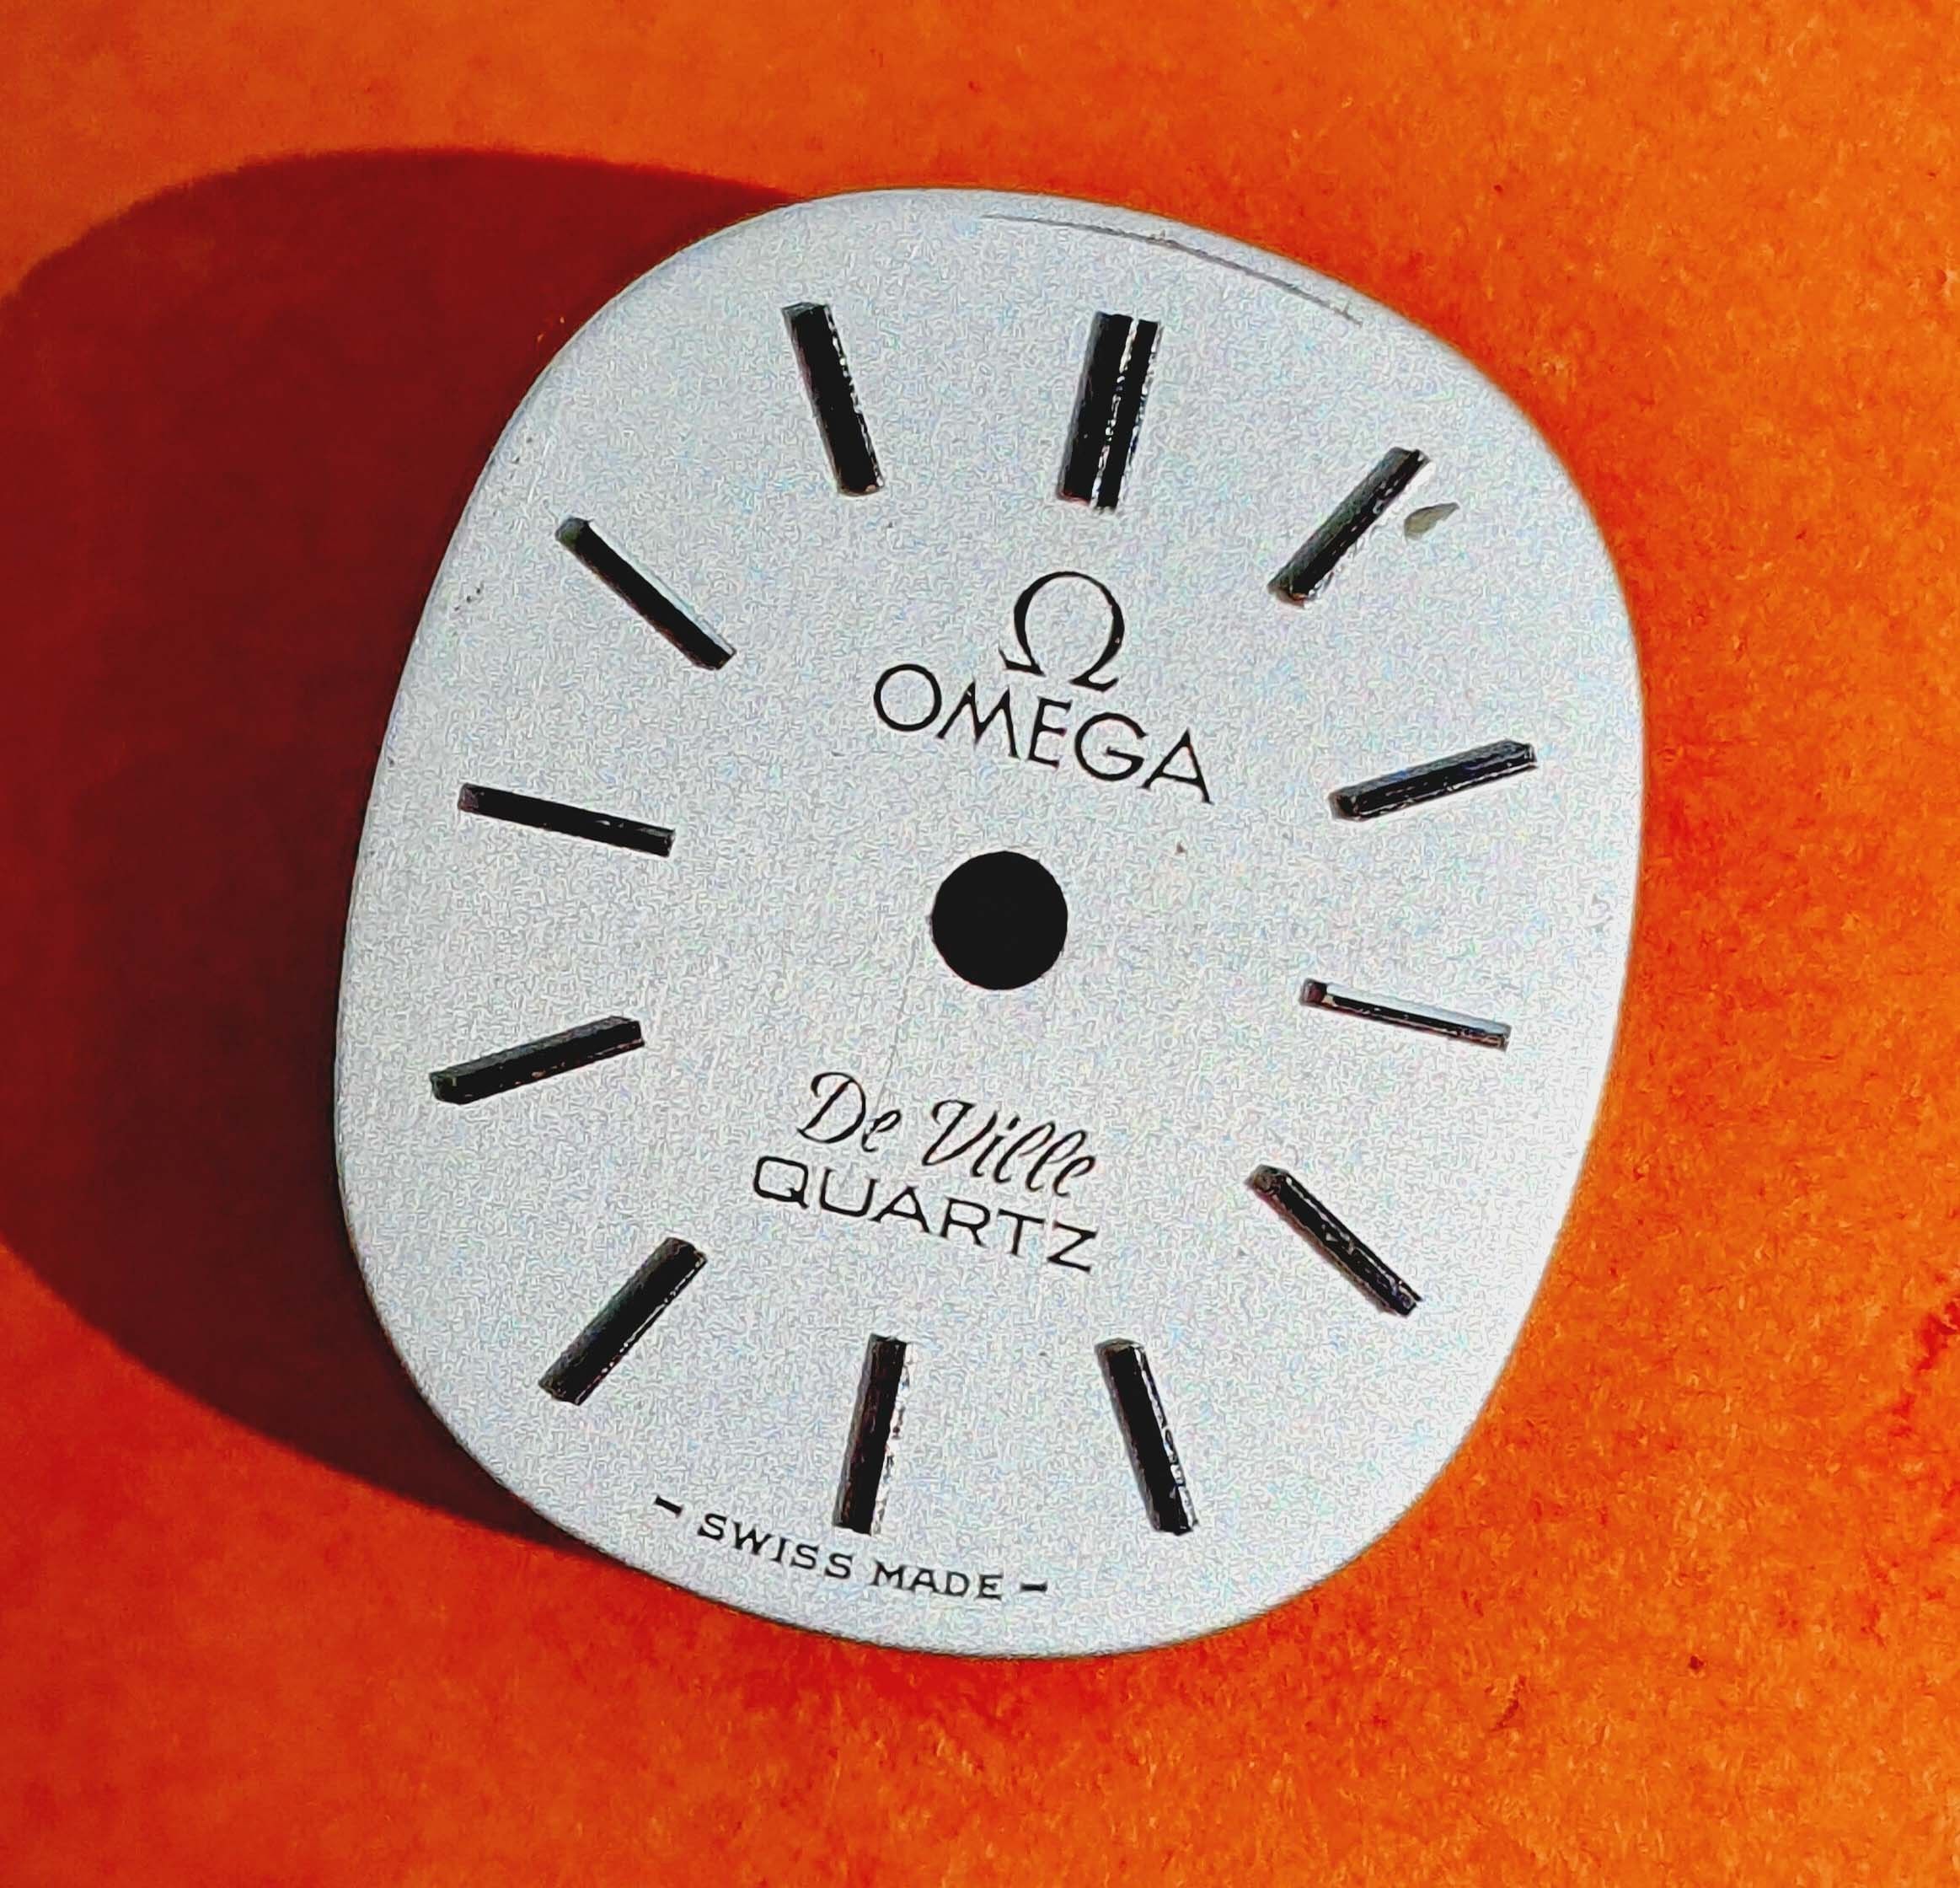 Ω
OMEGA
De Ville
QUARTZ
- SWISS MADE -